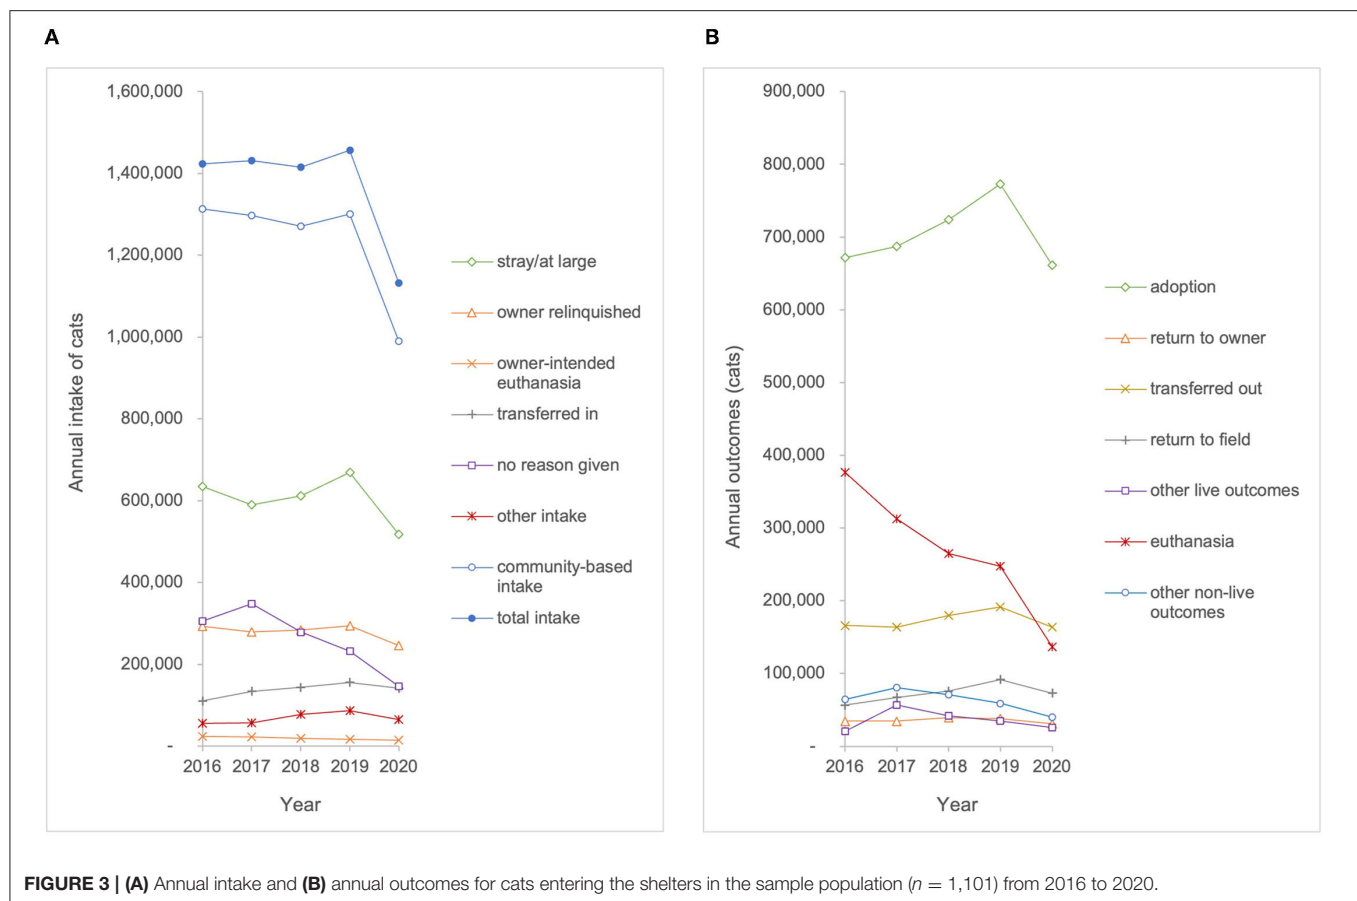 A
1,600,000
1,400,000
1,200,000
1,000,000
800,000
600,000
400,000
200,000
-
Annual intake of cats
2016 2017 2018 2019 2020
Year
stray/at large
owner relinquished
owner-intended
euthanasia
transferred in
no reason given
other intake
community-based
intake
total intake
B
900,000
800,000
700,000
600,000
500,000
400,000
300,000
200,000
100,000
-
Annual outcomes (cats)
2016 2017 2018 2019 2020
Year
adoption
return to owner
transferred out
return to field
other live outcomes
euthanasia
other non-live
outcomes
FIGURE 3 | (A) Annual intake and (B) annual outcomes for cats entering the shelters in the sample population (n = 1,101) from 2016 to 2020.